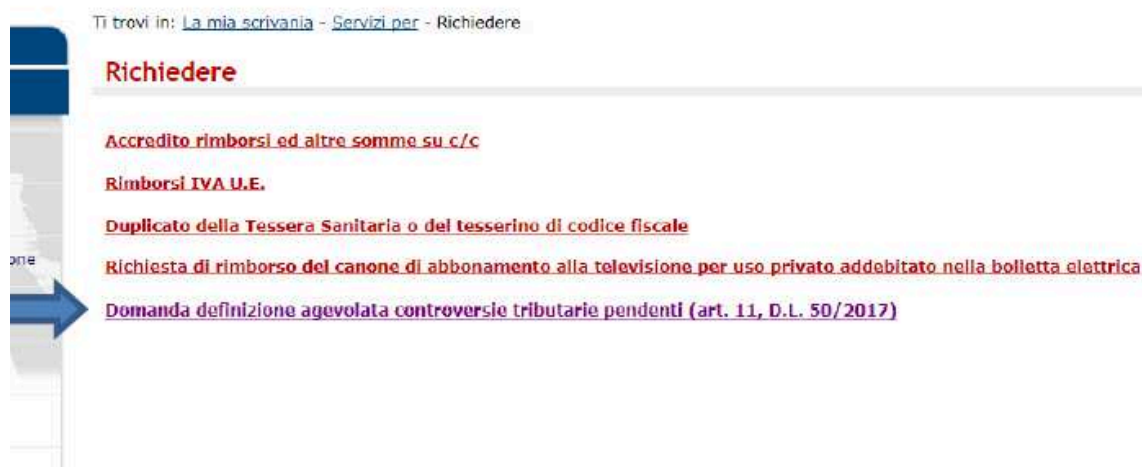 Ti trovi in: La mia scrivania - Servizi per - Richiedere
Richiedere
Accredito rimborsi ed altre somme su c/c
Rimborsi IVA U.E.
Duplicato della Tessera Sanitaria o del tesserino di codice fiscale
one
Richiesta di rimborso del canone di abbonamento alla televisione per uso privato addebitato nella bolletta elettrica
Domanda definizione agevolata controversie tributarie pendenti (art. 11, D.L. 50/2017)